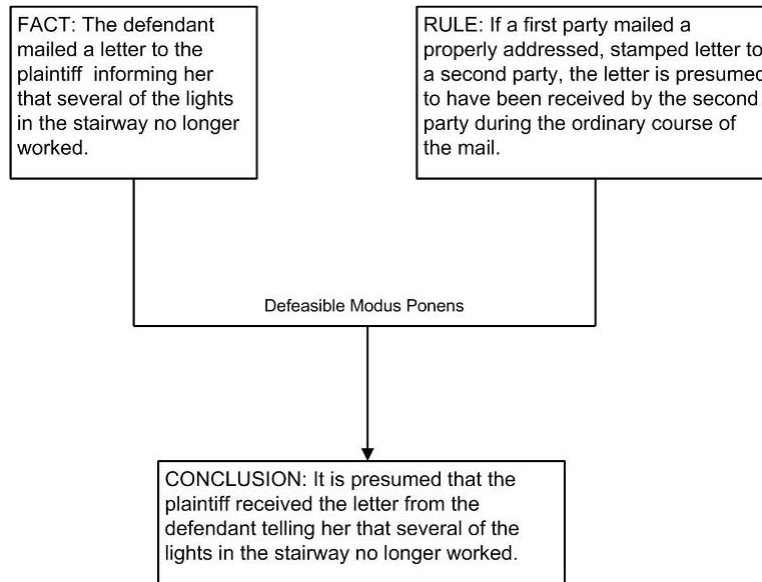 FACT: The defendant
mailed a letter to the
plaintiff informing her
that several of the lights
in the stairway no longer
worked.
RULE: If a first party mailed a
properly addressed, stamped letter to
a second party, the letter is presumed
to have been received by the second
party during the ordinary course of
the mail.
Defeasible Modus Ponens
CONCLUSION: It is presumed that the
plaintiff received the letter from the
defendant telling her that several of the
lights in the stairway no longer worked.